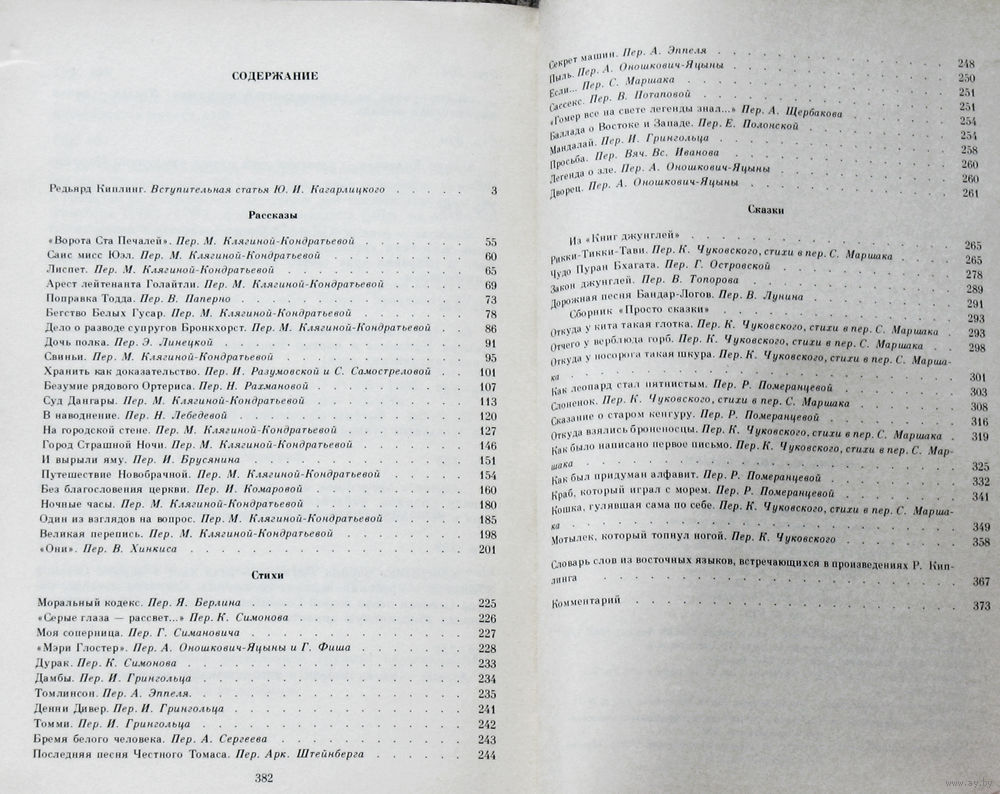 СОДЕРЖАНИЕ
Редьярд Киплинг. Вступительная статья Ю. И. Кагарлицкого . . . . . 3
Рассказы
«Ворота Ста Печалей». Пер. М. Клягиной-Кондратьевой . . . . . . . 55
Саис мисс Юэл. Пер. М. Клягиной-Кондратьевой . . . . . . . . . 60
Лиспет. Пер. М. Клягиной-Кондратьевой . . . . . . . . . . . . 65
Арест лейтенанта Голайтли. Пер. М. Клягиной-Кондратьевой . . . . . 69
Поправка Тодда. Пер. В. Паперно . . . . . . . . . . . . . . 73
Бегство Белых Гусар. Пер. М. Клягиной-Кондратьевой . . . . . . . 78
Дело о разводе супругов Бронкхорст. Пер. М. Клягиной-Кондратьевой . . 86
Дочь полка. Пер. Э. Линецкой . . . . . . . . . . . . . . . 91
Свиньи. Пер. М. Клягиной-Кондратьевой . . . . . . . . . . . . 95
Хранить как доказательство. Пер. И. Разумовской и С. Самостреловой . . 101
Безумие рядового Ортериса. Пер. Н. Рахмановой . . . . . . . . . 107
Суд Дангары. Пер. М. Клягиной-Кондратьевой . . . . . . . . . . 113
В наводнение. Пер. Н. Лебедевой . . . . . . . . . . . . . . 120
На городской стене. Пер. М. Клягиной-Кондратьевой . . . . . . . . 127
Город Страшной Ночи. Пер. М. Клягиной-Кондратьевой . . . . . . . 146
И вырыли яму. Пер. И. Брусянина . . . . . . . . . . . . . . 151
Путешествие Новобрачной. Пер. М. Клягиной-Кондратьевой . . . . . 154
Без благословения церкви. Пер. И. Комаровой . . . . . . . . . . 160
Ночные часы. Пер. М. Клягиной-Кондратьевой . . . . . . . . . . 180
Один из взглядов на вопрос. Пер. М. Клягиной-Кондратьевой . . . . . 185
Великая перепись. Пер. М. Клягиной-Кондратьевой . . . . . . . . 198
«Они». Пер. В. Хинкиса . . . . . . . . . . . . . . . . . 201
Стихи
Моральный кодекс. Пер. Я. Берлина . . . . . . . . . . . . . 225
«Серые глаза — рассвет...» Пер. К. Симонова . . . . . . . . . . 226
Моя соперница. Пер. Г. Симановича . . . . . . . . . . . . . 227
«Мэри Глостер». Пер. А. Оношкович-Яцыны и Г. Фиша . . . . . . . 228
Дурак. Пер. К. Симонова . . . . . . . . . . . . . . . . . 233
Дамбы. Пер. И. Грингольца . . . . . . . . . . . . . . . . 234
Томлинсон. Пер. А. Эппеля. . . . . . . . . . . . . . . . . 235
Денни Дивер. Пер. И. Грингольца . . . . . . . . . . . . . . 241
Томми. Пер. И. Грингольца . . . . . . . . . . . . . . . . 242
Бремя белого человека. Пер. А. Сергеева . . . . . . . . . . . . 243
Последняя песня Честного Томаса. Пер. Арк. Штейнберга . . . . . . 244
382
Секрет машин. Пер. А. Эппеля . . . . . . . . . . . . 248
Пыль. Пер. А. Оношкович-Яцыны . . . . . . . . . . . 250
Если... Пер. С. Маршака . . . . . . . . . . . . . . 251
Сассекс. Пер. В. Потаповой . . . . . . . . . . . . . 251
«Гомер все на свете легенды знал...» Пер. А. Щербакова . . . . 254
Баллада о Востоке и Западе. Пер. Е. Полонской . . . . . . . 254
Мандалай. Пер. И. Грингольца . . . . . . . . . . . . 258
Просьба. Пер. Вяч. Вс. Иванова . . . . . . . . . . . 260
Легенда о зле. Пер. А. Оношкович-Яцыны . . . . . . . . 260
Дворец. Пер. А. Оношкович-Яцыны . . . . . . . . . . 261
Сказки
Из «Книг джунглей» . . . . . . . . . . . . . . . 265
Рикки-Тикки-Тави. Пер. К. Чуковского, стихи в пер. С. Маршака . . . 265
Чудо Пуран Бхагата. Пер. Г. Островской . . . . . . . . . 278
Закон джунглей. Пер. В. Топорова . . . . . . . . . . . 289
Дорожная песня Бандар-Логов. Пер. В. Лунина . . . . . . . 291
Сборник «Просто сказки» . . . . . . . . . . . . . 293
Откуда у кита такая глотка. Пер. К. Чуковского, стихи в пер. С. Маршака . 293
Отчего у верблюда горб. Пер. К. Чуковского, стихи в пер. С. Маршака . . 298
Откуда у носорога такая шкура. Пер. К. Чуковского, стихи в пер. С. Марша-
ка . . . . . . . . . . . . . . . . . . . . 301
Как леопард стал пятнистым. Пер. Р. Померанцевой . . . . . . 303
Слоненок. Пер. К. Чуковского, стихи в пер. С. Маршака . . . . . 308
Сказание о старом кенгуру. Пер. Р. Померанцевой . . . . . . . 316
Откуда взялись броненосцы. Пер. К. Чуковского, стихи в пер. С. Маршака . 319
Как было написано первое письмо. Пер. К. Чуковского, стихи в пер. С. Мар-
шака . . . . . . . . . . . . . . . . . . . 325
Как был придуман алфавит. Пер. Р. Померанцевой . . . . . . . 332
Краб, который играл с морем. Пер. Р. Померанцевой . . . . . . 341
Кошка, гулявшая сама по себе. Пер. К. Чуковского, стихи в пер. С. Марша-
ка . . . . . . . . . . . . . . . . . . . . 349
Мотылек, который топнул ногой. Пер. К. Чуковского . . . . . . 358
Словарь слов из восточных языков, встречающихся в произведениях Р. Кип-
линга . . . . . . . . . . . . . . . . . . . 367
Комментарий . . . . . . . . . . . . . . . . . 373
www.ay.by